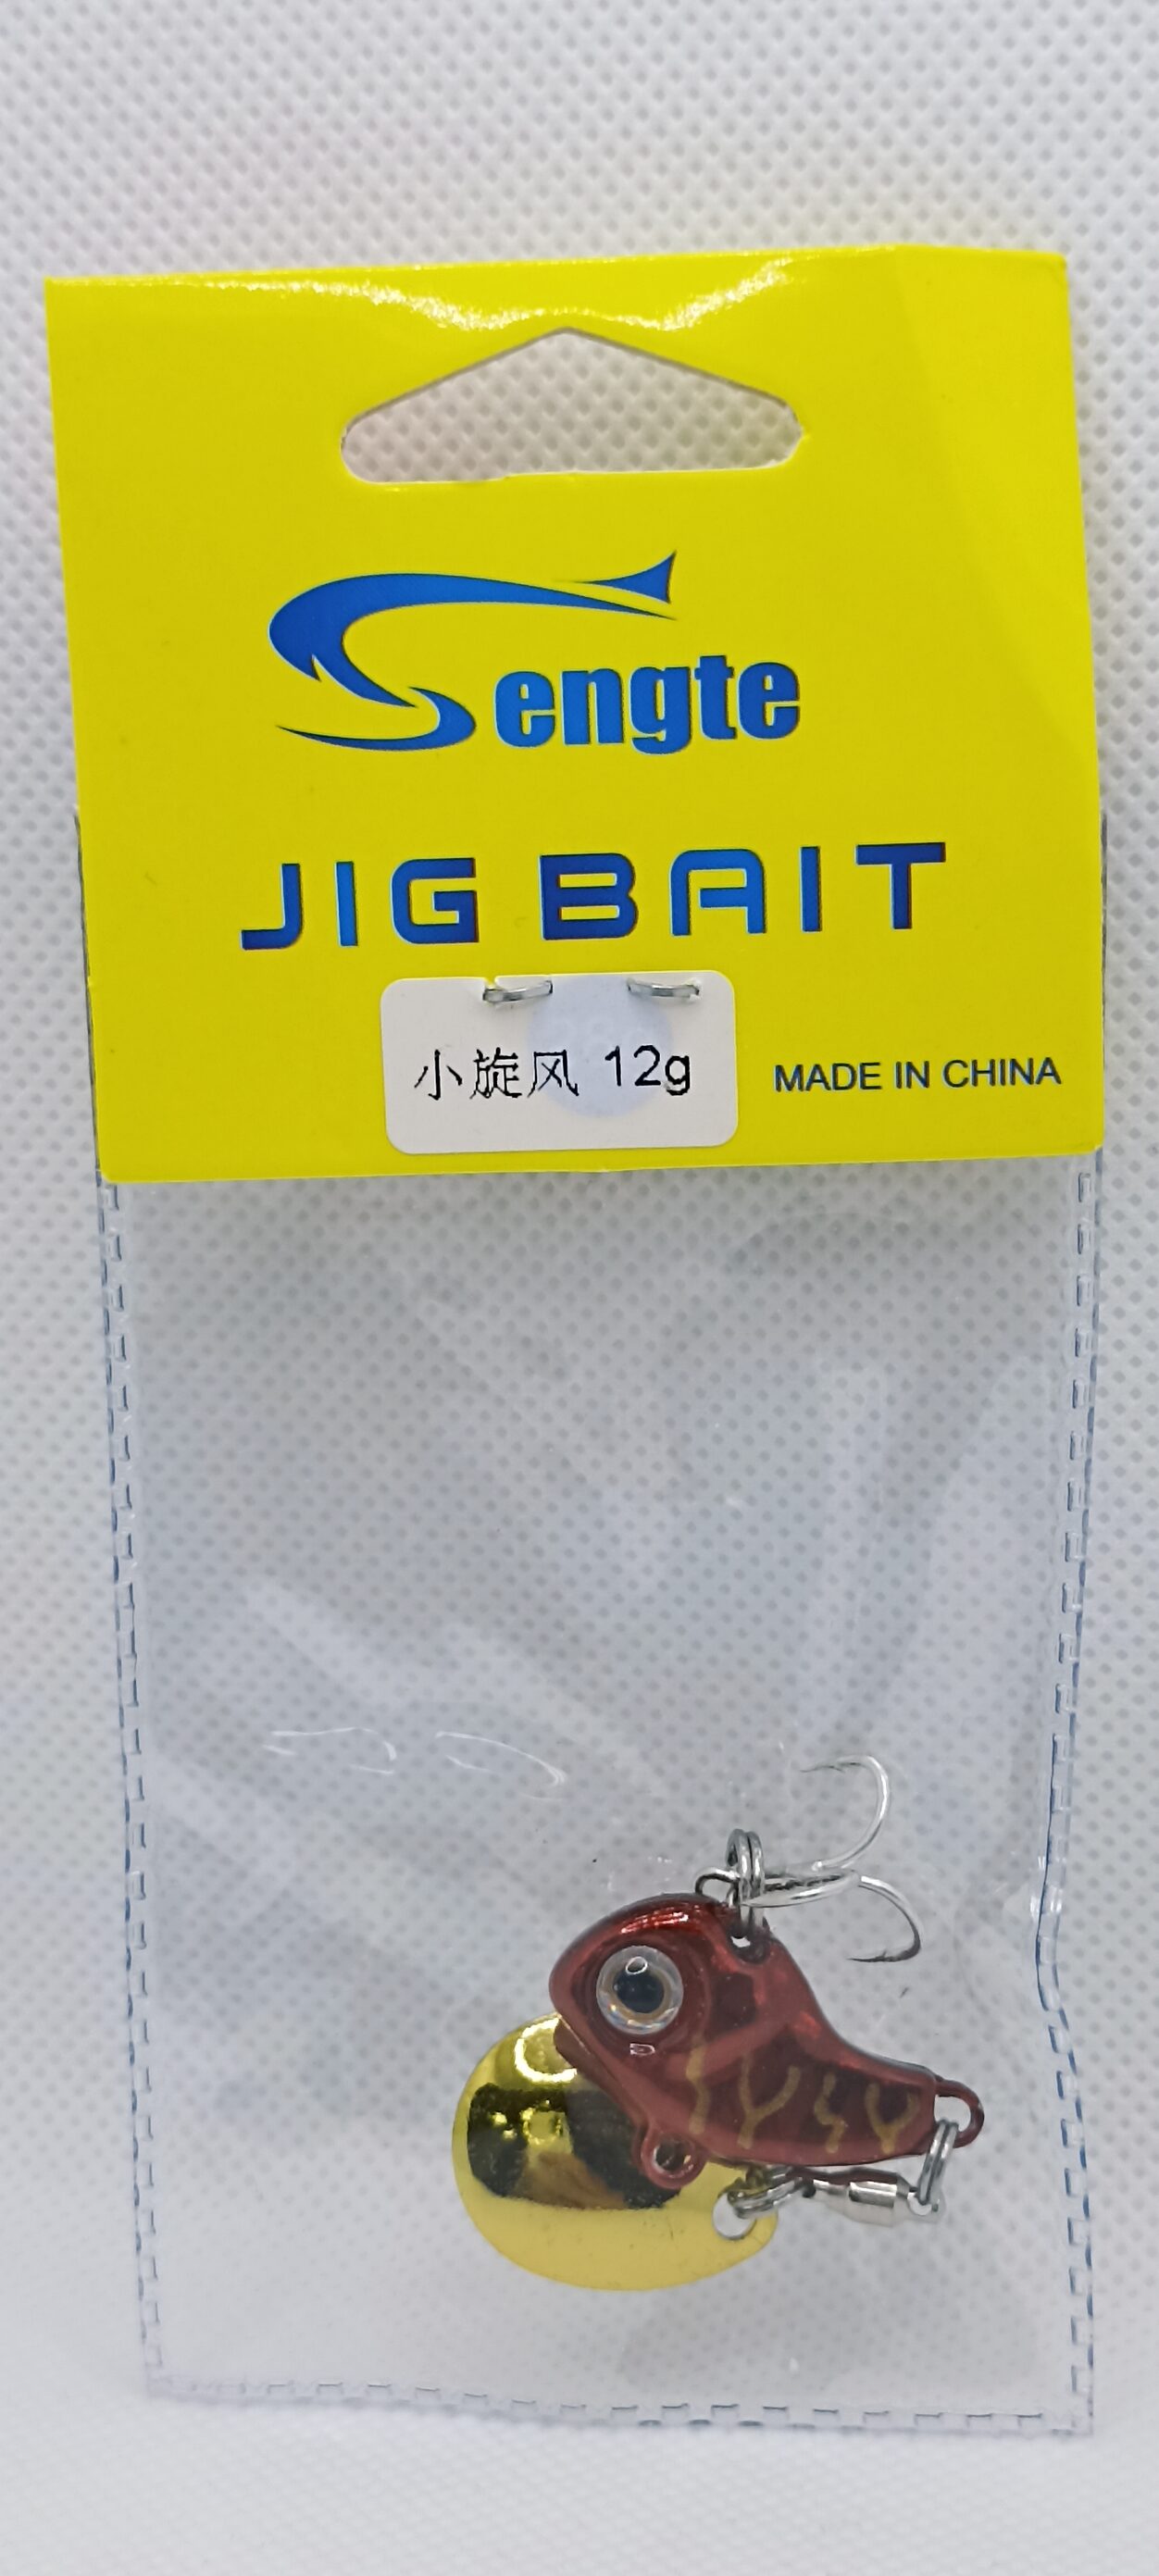 Sengte
JIG BAIT
小旋风 12g
MADE IN CHINA